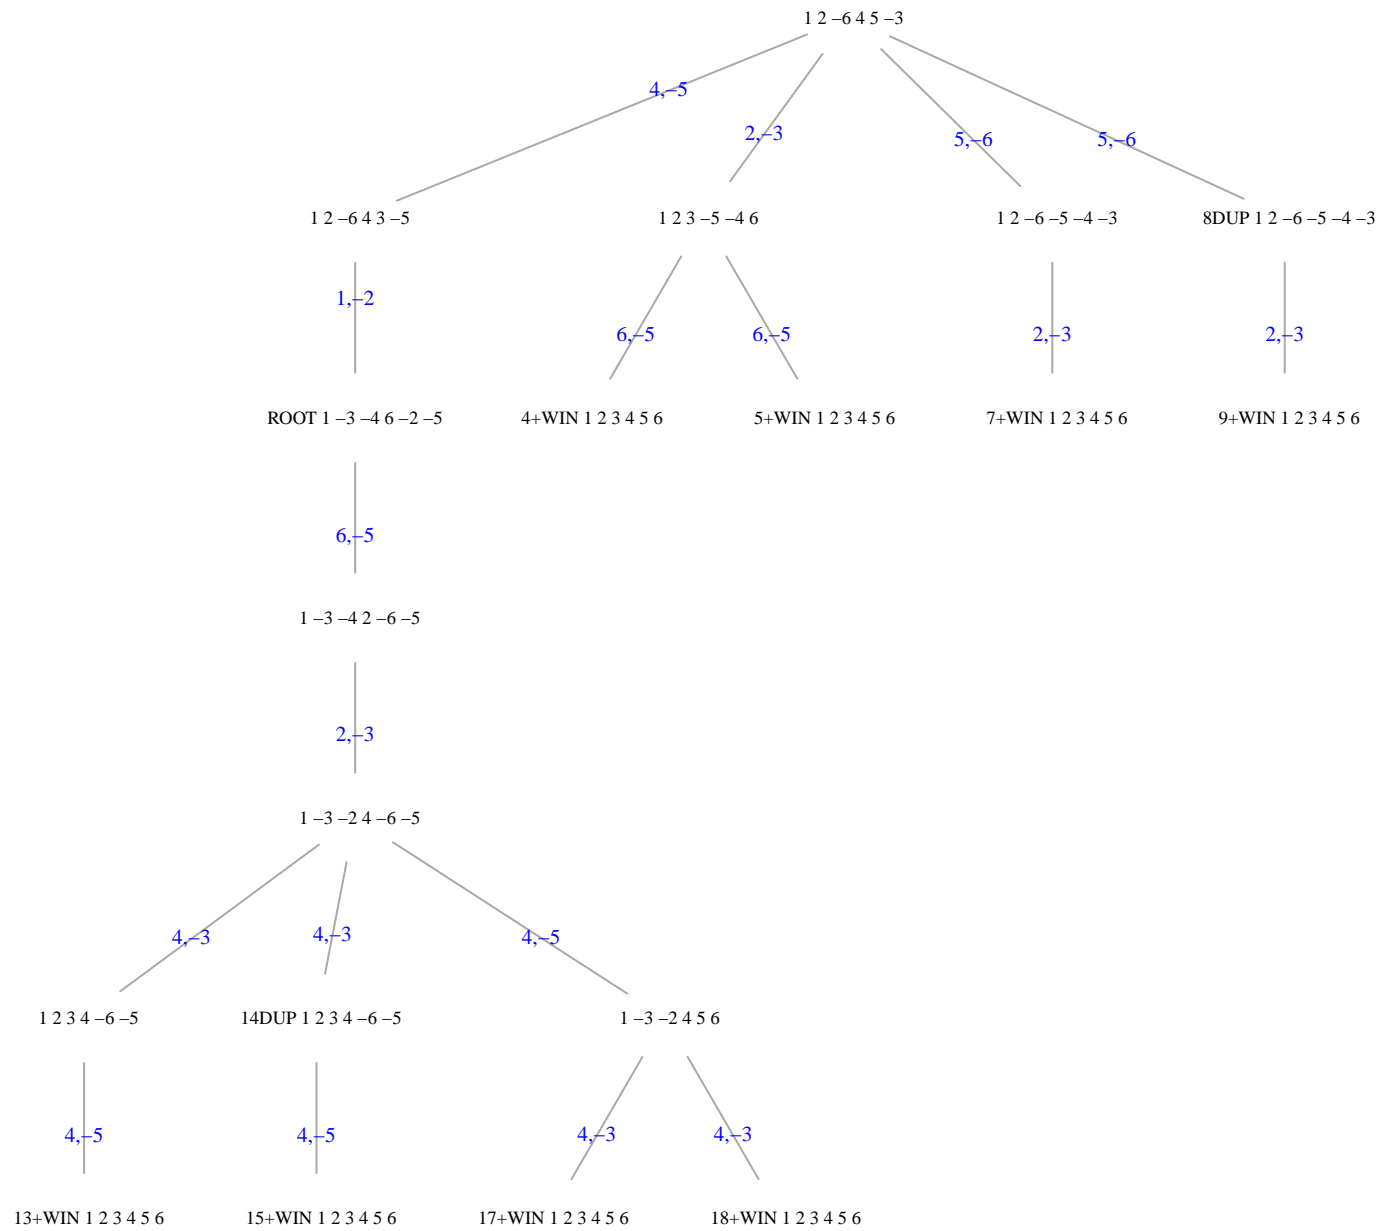 1 2 –6 4 5 –3
4,–5
2,–3
5,–6
5,–6
1 2 –6 4 3 –5
1 2 3 –5 –4 6
1 2 –6 –5 –4 –3
8DUP 1 2 –6 –5 –4 –3
1,–2
6,–5
6,–5
2,–3
2,–3
ROOT 1 –3 –4 6 –2 –5
4+WIN 1 2 3 4 5 6
5+WIN 1 2 3 4 5 6
7+WIN 1 2 3 4 5 6
9+WIN 1 2 3 4 5 6
6,–5
1 –3 –4 2 –6 –5
2,–3
1 –3 –2 4 –6 –5
4,–3
4,–3
4,–5
1 2 3 4 –6 –5
14DUP 1 2 3 4 –6 –5
1 –3 –2 4 5 6
4,–5
4,–5
4,–3
4,–3
13+WIN 1 2 3 4 5 6
15+WIN 1 2 3 4 5 6
17+WIN 1 2 3 4 5 6
18+WIN 1 2 3 4 5 6